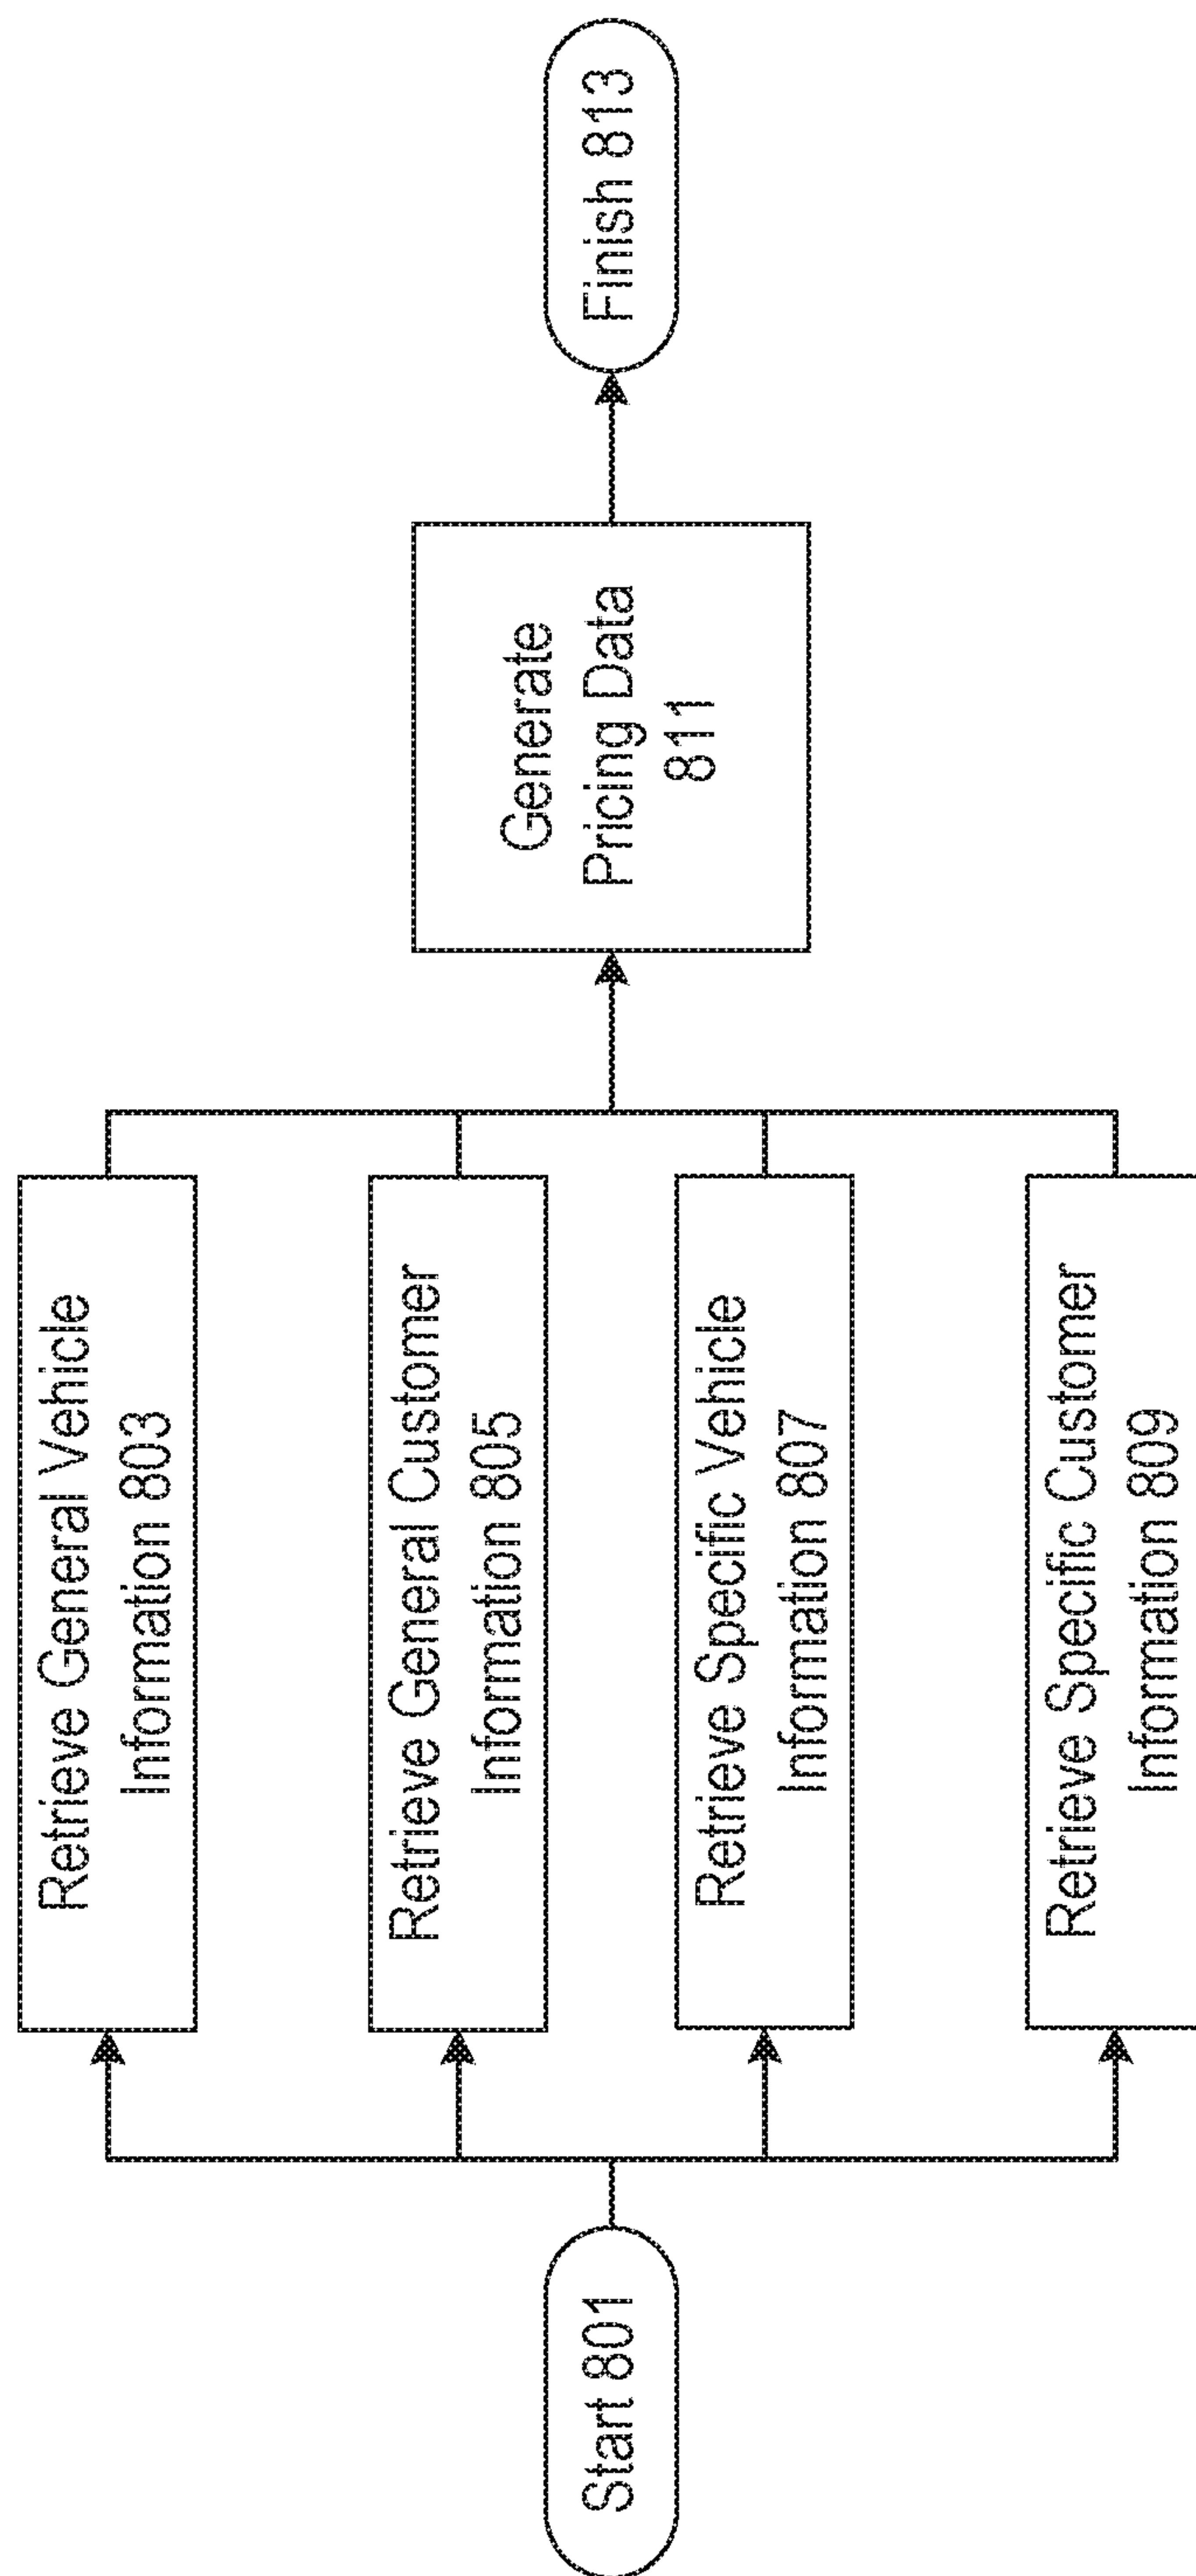 Start 801
Retrieve General Vehicle
Information 803
Retrieve General Customer
Information 805
Retrieve Specific Vehicle
Information 807
Retrieve Specific Customer
Information 809
Generate
Pricing Data
811
Finish 813